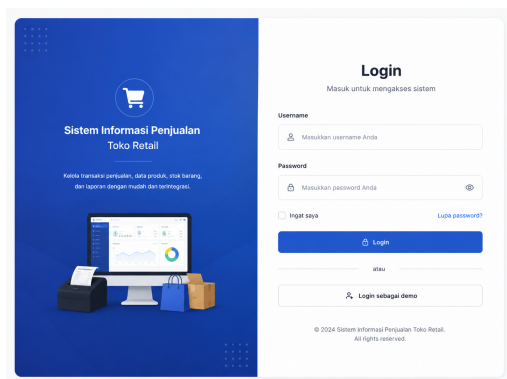 Sistem Informasi Penjualan
Toko Retail
Kelola transaksi penjualan, data produk, stok barang,
dan laporan dengan mudah dan terintegrasi.
Login
Masuk untuk mengakses sistem
Username
Masukkan username Anda
Password
Masukkan password Anda
Ingat saya
Lupa password?
Login
atau
Login sebagai demo
© 2024 Sistem Informasi Penjualan Toko Retail.
All rights reserved.